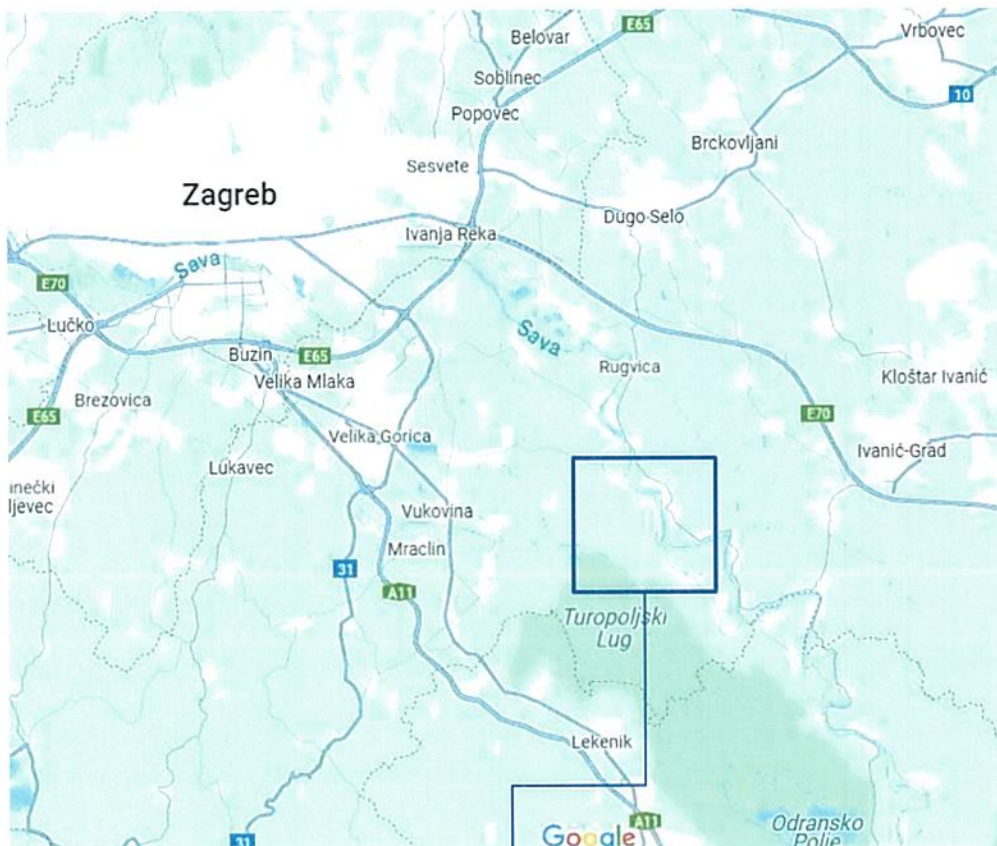 Belovar
E65
Vrbovec
Soblinec
10
Popovec
Brckovljani
Sesvete
Zagreb
Dugo Selo
Ivanja Reka
Sava
E70
Sava
Lučko
Buzin
E65
Rugvica
Velika Mlaka
Kloštar Ivanić
Brezovica
E65
E70
Velika Gorica
Ivanić-Grad
Lukavec
nečki
ljevec
Vukovina
Mraclin
31
A11
Turopoljski
Lug
Lekenik
A11
Odransko
Polje
31
Google